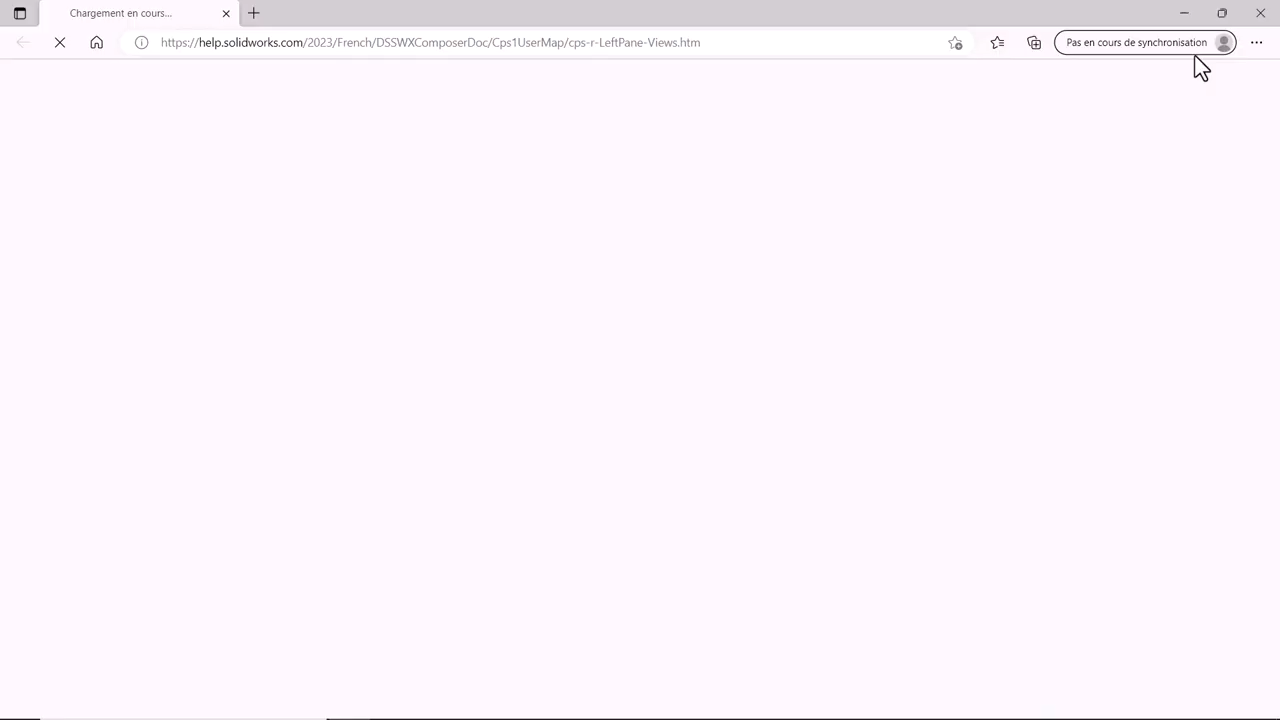 Chargement en cours...
https://help.solidworks.com/2023/French/DSSWXComposerDoc/Cps1UserMap/cps-r-LeftPane-Views.htm
Pas en cours de synchronisation